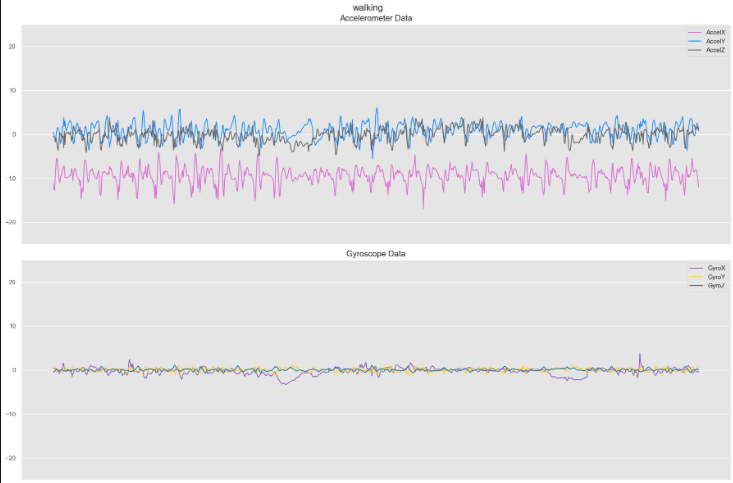 walking
Accelerometer Data
AccelX
AccelY
AccelZ
20
10
0
−10
−20
Gyroscope Data
GyroX
GyroY
GyroZ
20
10
0
−10
−20